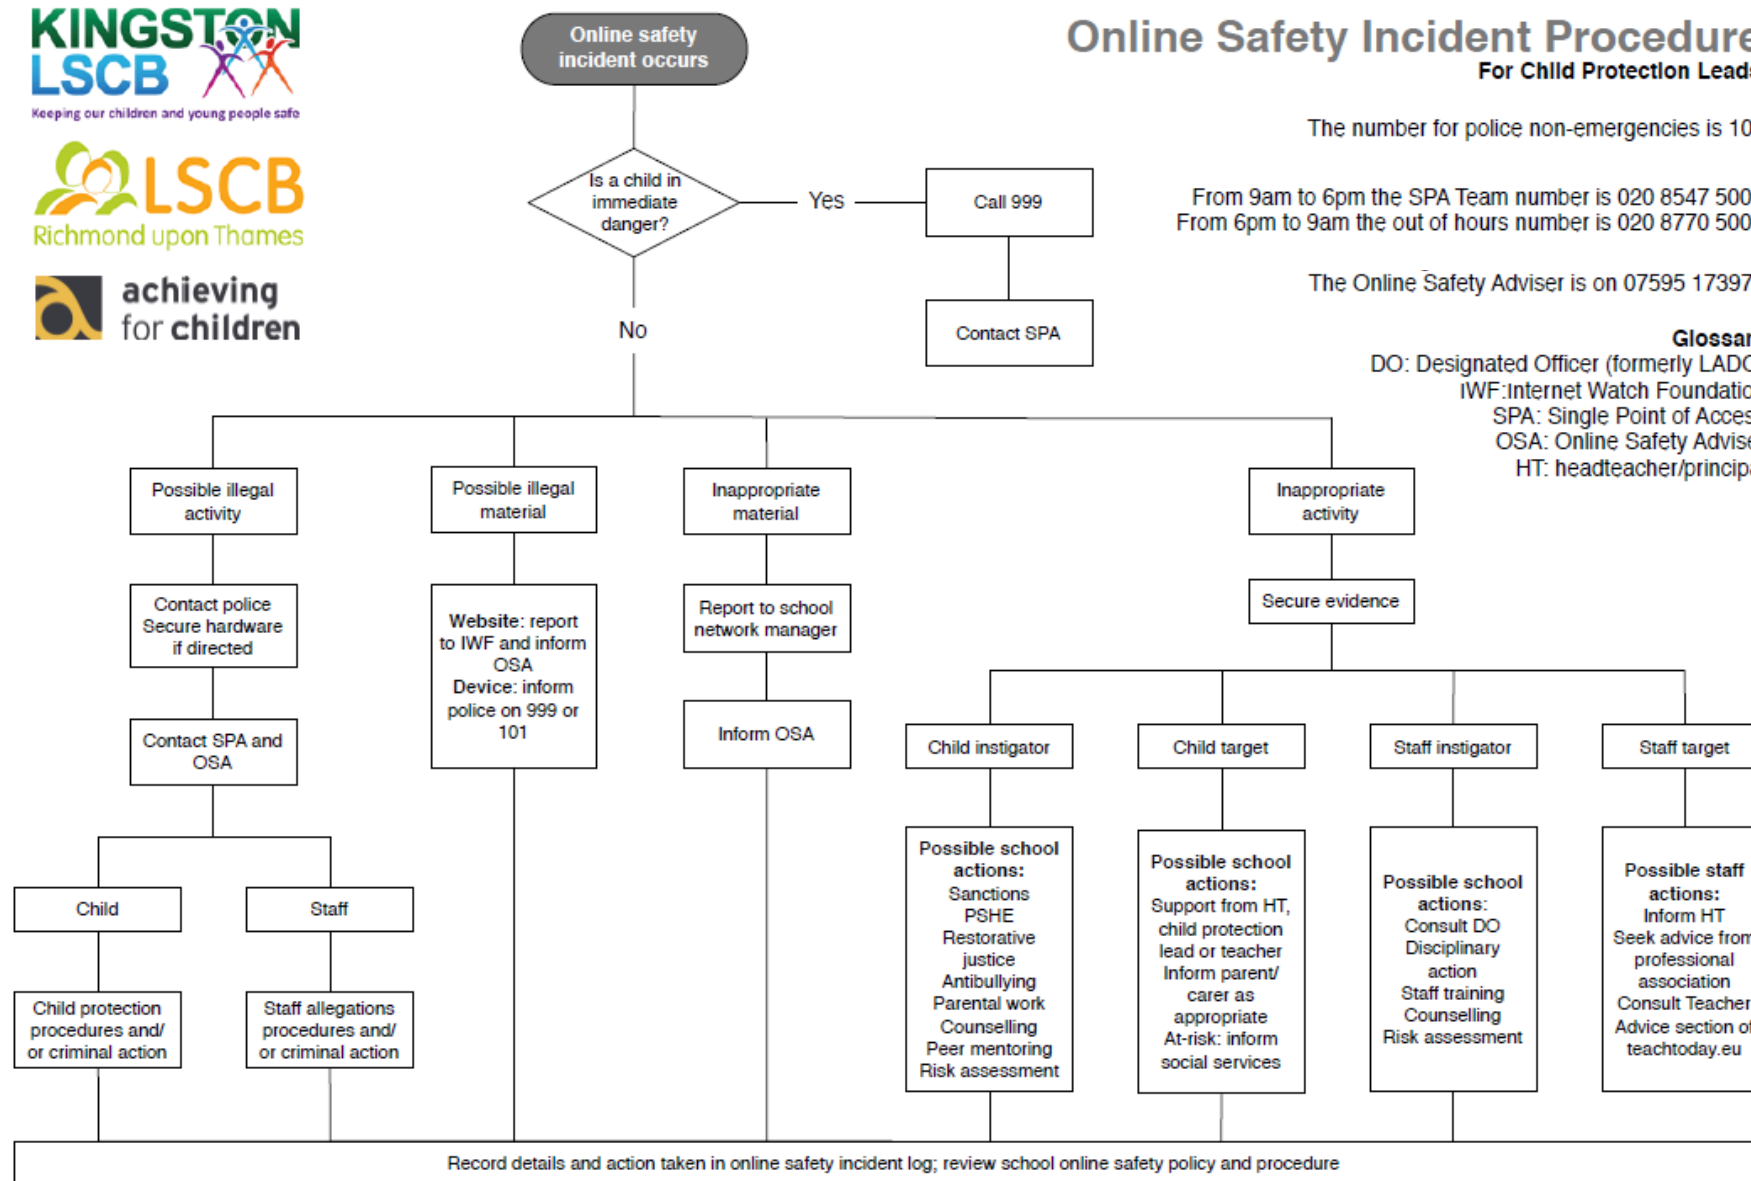 KINGSTON
LSCB
Keeping our children and young people safe
LSCB
Richmond upon Thames
achieving
for children
Online Safety Incident Procedure
For Child Protection Leads
The number for police non-emergencies is 10
From 9am to 6pm the SPA Team number is 020 8547 500
From 6pm to 9am the out of hours number is 020 8770 500
The Online Safety Adviser is on 07595 17397
Glossar
DO: Designated Officer (formerly LADO
IWF:Internet Watch Foundatio
SPA: Single Point of Acces
OSA: Online Safety Advise
HT: headteacher/principa
Online safety
incident occurs
Is a child in
immediate
danger?
Yes
Call 999
Contact SPA
No
Possible illegal
activity
Contact police
Secure hardware
if directed
Contact SPA and
OSA
Child
Child protection
procedures and/
or criminal action
Staff
Staff allegations
procedures and/
or criminal action
Possible illegal
material
Website: report
to IWF and inform
OSA
Device: inform
police on 999 or
101
Inappropriate
material
Report to school
network manager
Inform OSA
Inappropriate
activity
Secure evidence
Child instigator
Possible school
actions:
Sanctions
PSHE
Restorative
justice
Antibullying
Parental work
Counselling
Peer mentoring
Risk assessment
Child target
Possible school
actions:
Support from HT,
child protection
lead or teacher
Inform parent/
carer as
appropriate
At-risk: inform
social services
Staff instigator
Possible school
actions:
Consult DO
Disciplinary
action
Staff training
Counselling
Risk assessment
Staff target
Possible staff
actions:
Inform HT
Seek advice from
professional
association
Consult Teacher
Advice section of
teachtoday.eu
Record details and action taken in online safety incident log; review school online safety policy and procedure